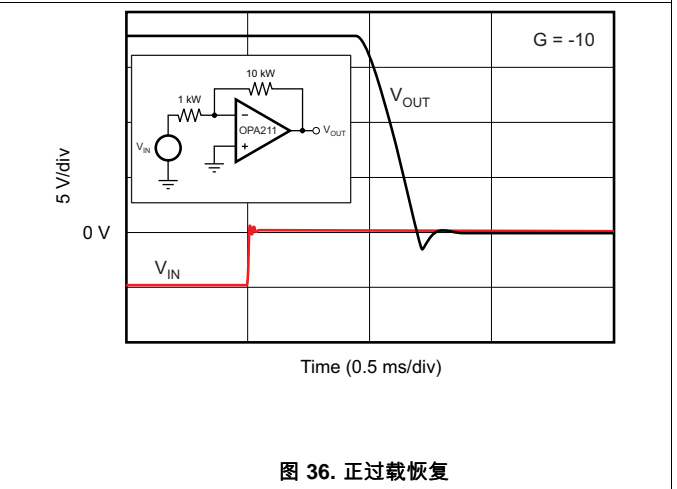 G = -10
10 kW
1 kW
V_OUT
OPA211
−
+
V_IN
V_OUT
5 V/div
0 V
V_IN
Time (0.5 ms/div)
图 36. 正过载恢复